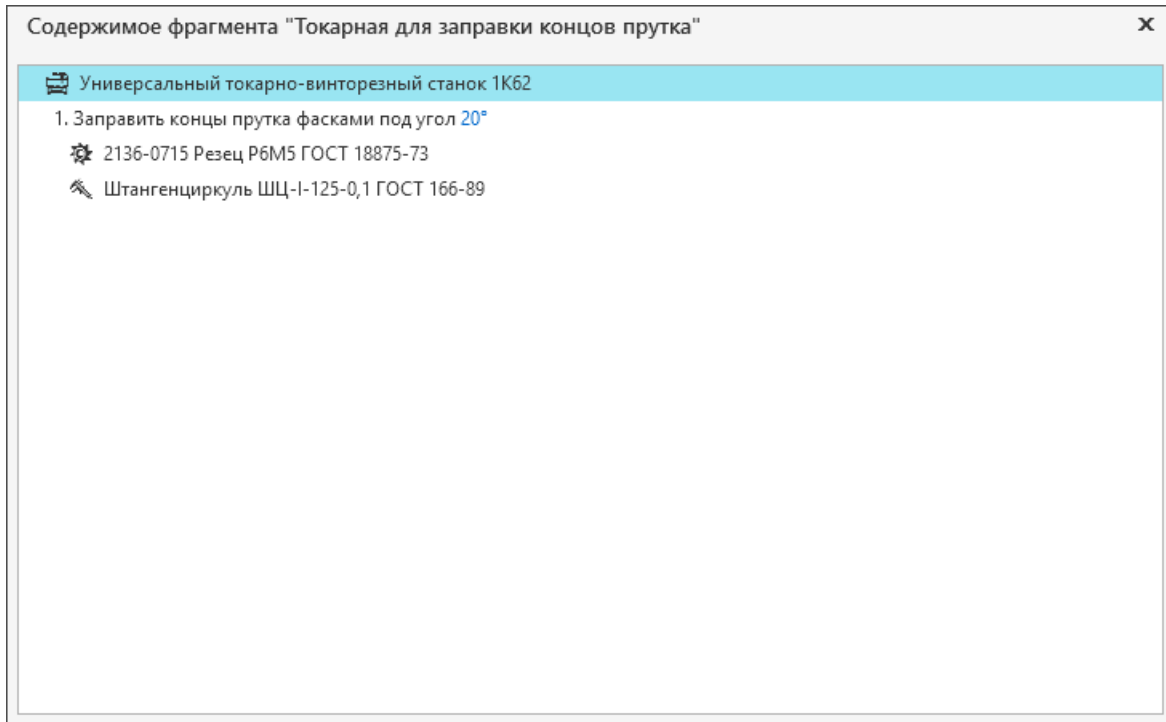 Содержимое фрагмента "Токарная для заправки концов прутка"
x
Универсальный токарно-винторезный станок 1К62
1. Заправить концы прутка фасками под угол 20°
2136-0715 Резец Р6М5 ГОСТ 18875-73
Штангенциркуль ШЦ-I-125-0,1 ГОСТ 166-89